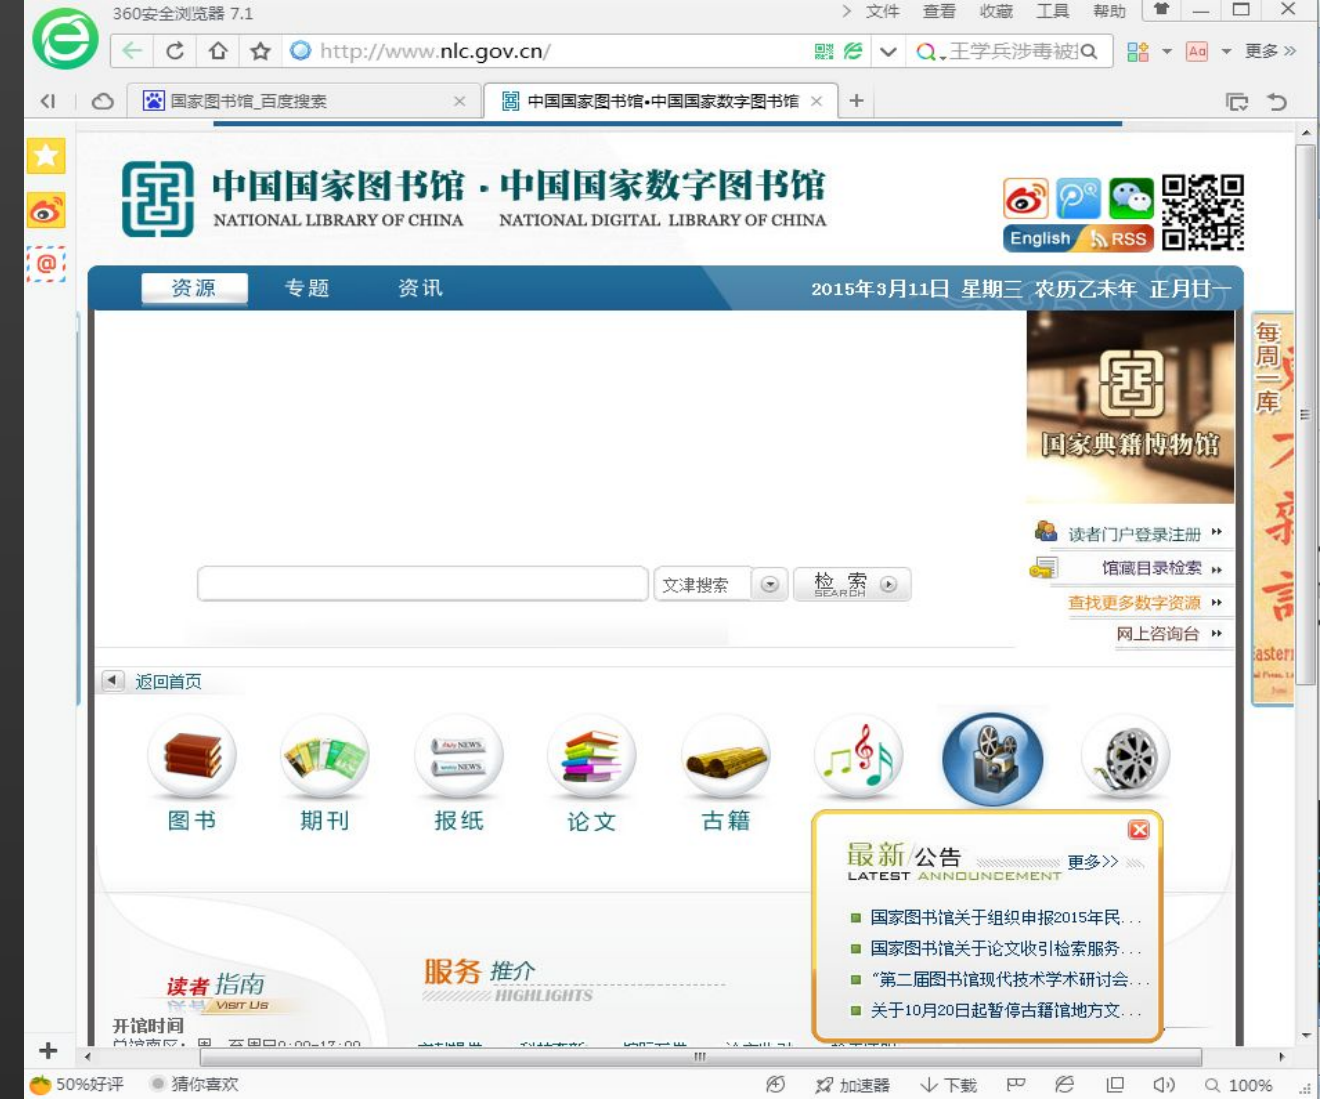 360安全浏览器 7.1
文件 查看 收藏 工具 帮助
http://www.nlc.gov.cn/
王学兵涉毒被
更多
国家图书馆_百度搜索
中国国家图书馆•中国国家数字图书馆
中国国家图书馆·中国国家数字图书馆
NATIONAL LIBRARY OF CHINA NATIONAL DIGITAL LIBRARY OF CHINA
English RSS
资源 专题 资讯
2015年3月11日 星期三 农历乙未年 正月廿一
每周一库
国家典籍博物馆
读者门户登录注册
馆藏目录检索
查找更多数字资源
网上咨询台
文津搜索
检 索
SEARCH
返回首页
Daily NEWS
NEWS
图书 期刊 报纸 论文 古籍
最新/公告 更多>>
LATEST ANNOUNCEMENT
国家图书馆关于组织申报2015年民...
国家图书馆关于论文收引检索服务...
“第二届图书馆现代技术学术研讨会...
关于10月20日起暂停古籍馆地方文...
读者指南
VISIT US
服务 推介
HIGHLIGHTS
开馆时间
50%好评 猜你喜欢 加速器 下载 100%